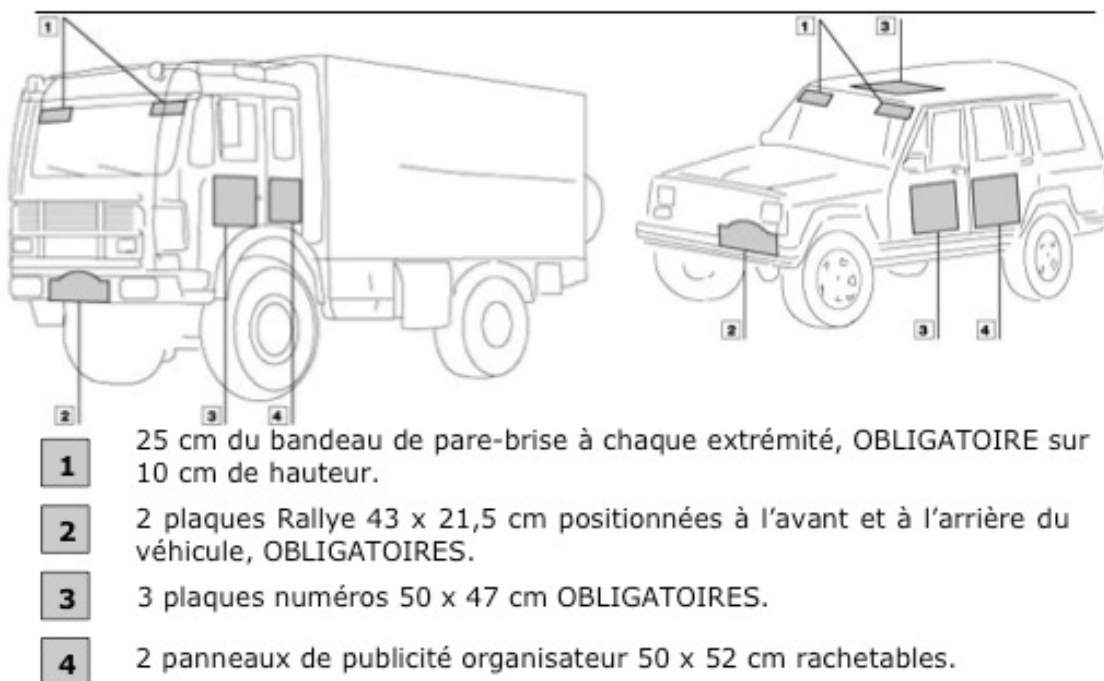 1 1 3
2 3 4
2 3 4
1 25 cm du bandeau de pare-brise à chaque extrémité, OBLIGATOIRE sur
10 cm de hauteur.
2 2 plaques Rallye 43 x 21,5 cm positionnées à l’avant et à l’arrière du
véhicule, OBLIGATOIRES.
3 3 plaques numéros 50 x 47 cm OBLIGATOIRES.
4 2 panneaux de publicité organisateur 50 x 52 cm rachetables.